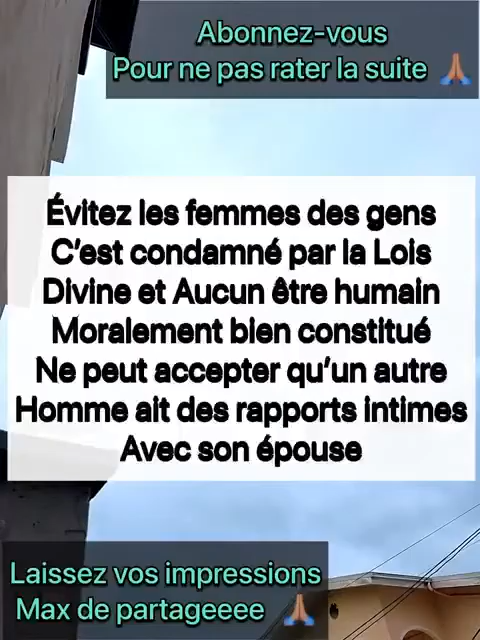 Abonnez-vous
Pour ne pas rater la suite 🙏🏽
Évitez les femmes des gens
C’est condamné par la Lois
Divine et Aucun être humain
Moralement bien constitué
Ne peut accepter qu’un autre
Homme ait des rapports intimes
Avec son épouse
Laissez vos impressions
Max de partageeee 🙏🏽